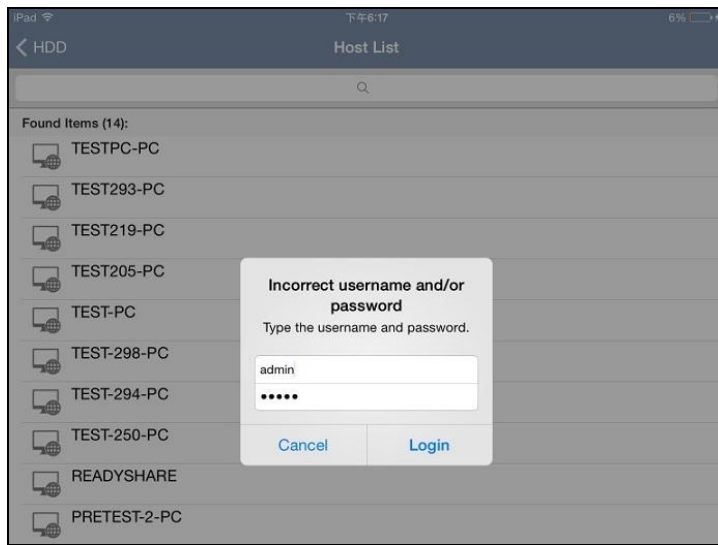 iPad 下午6:17 6%
HDD Host List
Found Items (14):
TESTPC-PC
TEST293-PC
TEST219-PC
TEST205-PC
TEST-PC
TEST-298-PC
TEST-294-PC
TEST-250-PC
READYSHARE
PRETEST-2-PC
Incorrect username and/or
password
Type the username and password.
admin
•••••
Cancel Login